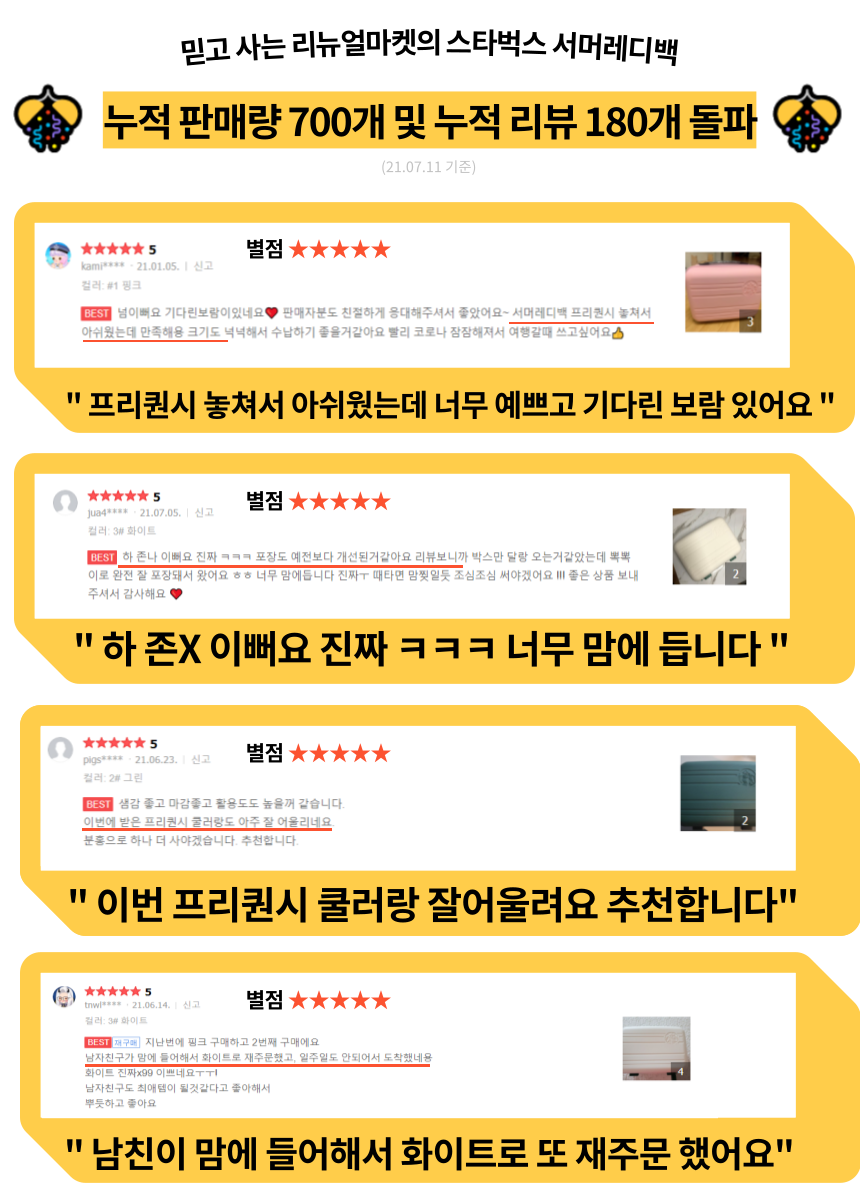 믿고 사는 리뉴얼마켓의 스타벅스 서머레디백
누적 판매량 700개 및 누적 리뷰 180개 돌파
(21.07.11 기준)
★★★★★ 5
별점 ★★★★★
kami**** · 21.01.05. | 신고
컬러: #1 핑크
BEST 넘이뻐요 기다린보람이있네요❤️ 판매자분도 친절하게 응대해주셔서 좋았어요~ 서머레디백 프리퀀시 놓쳐서
아쉬웠는데 만족해용 크기도 넉넉해서 수납하기 좋을거같아요 빨리 코로나 잠잠해져서 여행갈때 쓰고싶어요👍
3
" 프리퀀시 놓쳐서 아쉬웠는데 너무 예쁘고 기다린 보람 있어요 "
★★★★★ 5
별점 ★★★★★
jua4**** · 21.07.05. | 신고
컬러: 3# 화이트
BEST 하 존나 이뻐요 진짜 ㅋㅋㅋ 포장도 예전보다 개선된거같아요 리뷰보니까 박스만 달랑 오는거같았는데 뽁뽁
이로 완전 잘 포장돼서 왔어요 ㅎㅎ 너무 맘에듭니다 진짜ㅜ 때타면 맘찢일듯 조심조심 써야겠어요 !!! 좋은 상품 보내
주셔서 감사해요 ❤️
2
" 하 존X 이뻐요 진짜 ㅋㅋㅋ 너무 맘에 듭니다 "
★★★★★ 5
별점 ★★★★★
pigs**** · 21.06.23. | 신고
컬러: 2# 그린
BEST 샘감 좋고 마감좋고 활용도도 높을꺼 같습니다.
이번에 받은 프리퀀시 쿨러랑도 아주 잘 어울리네요.
분홍으로 하나 더 사야겠습니다. 추천합니다.
2
" 이번 프리퀀시 쿨러랑 잘어울려요 추천합니다"
★★★★★ 5
별점 ★★★★★
tnwl**** · 21.06.14. | 신고
컬러: 3# 화이트
BEST 재구매 지난번에 핑크 구매하고 2번째 구매에요
남자친구가 맘에 들어해서 화이트로 재주문했고, 일주일도 안되어서 도착했네용
화이트 진짜x99 이쁘네요ㅜㅜ!
남자친구도 최애템이 될것같다고 좋아해서
뿌듯하고 좋아요
4
" 남친이 맘에 들어해서 화이트로 또 재주문 했어요"